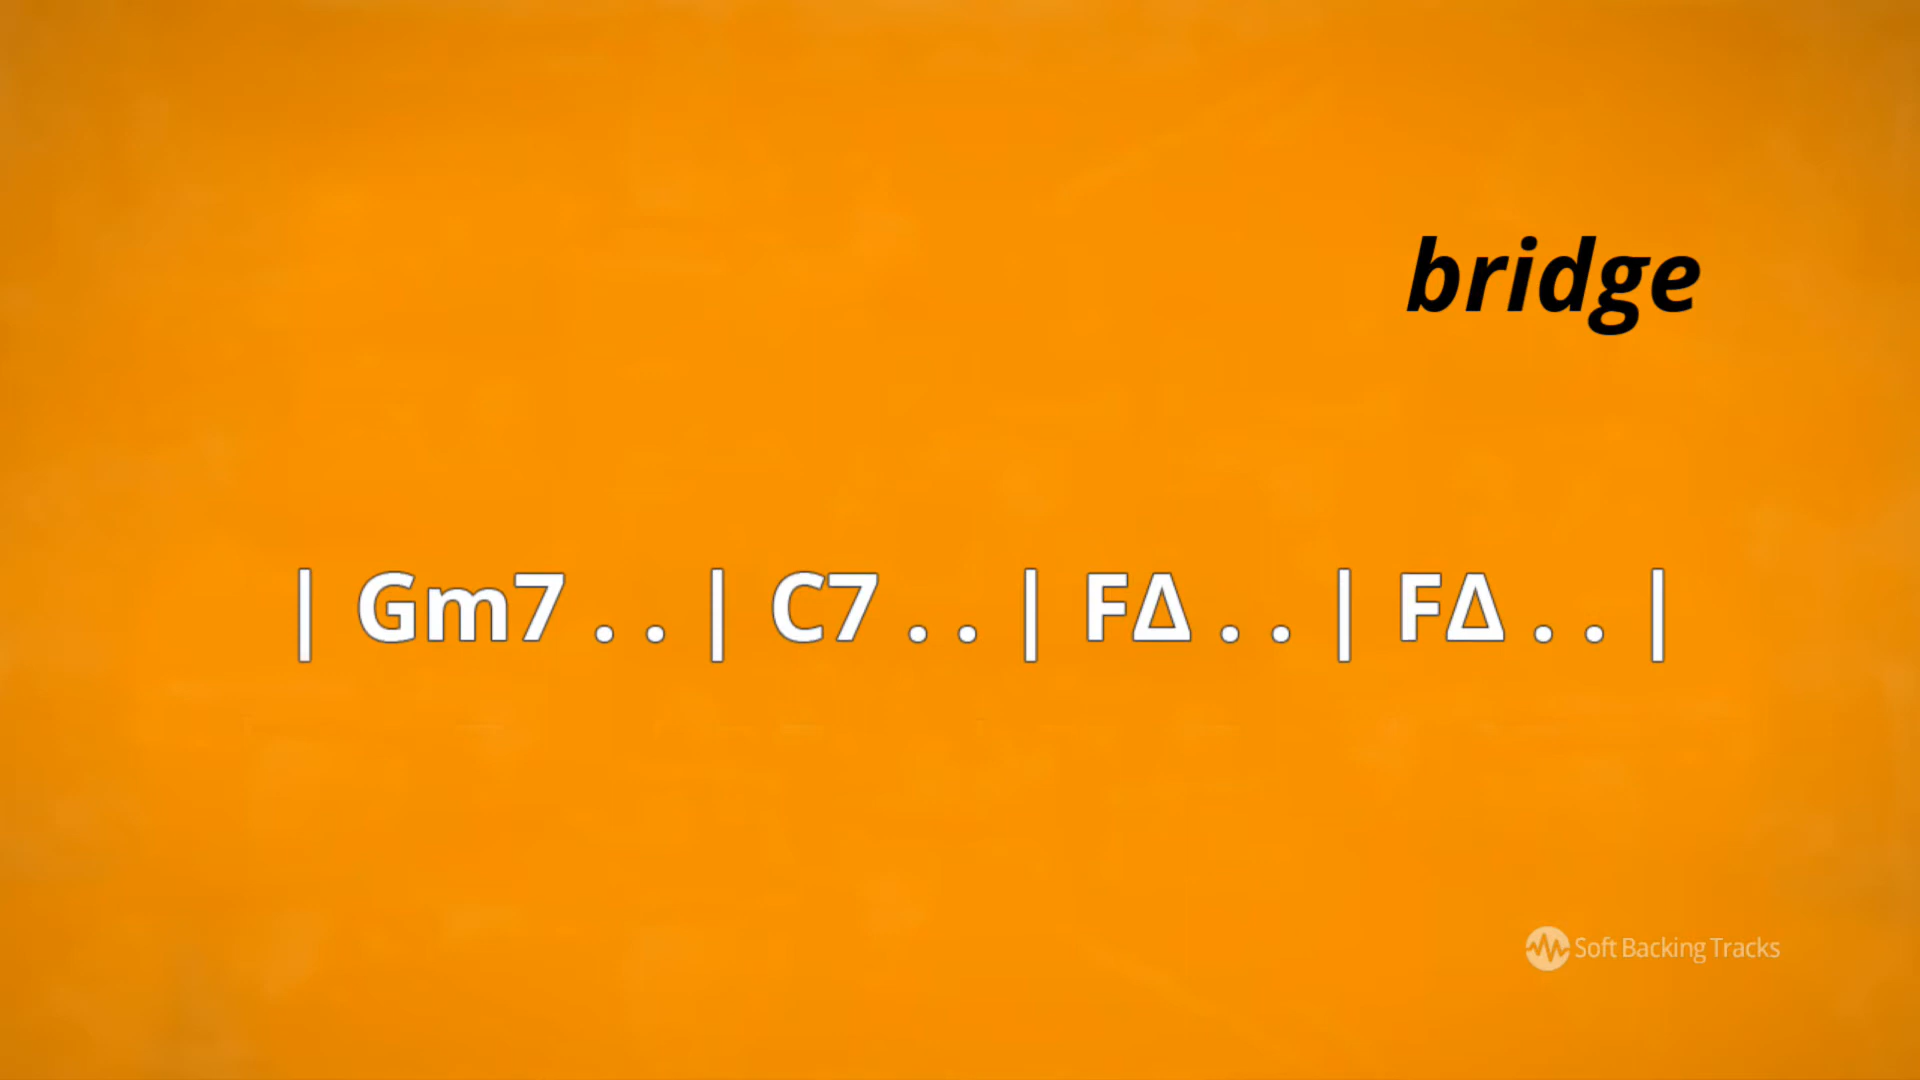 bridge
| Gm7 . . | C7 . . | FΔ . . | FΔ . . |
Soft Backing Tracks